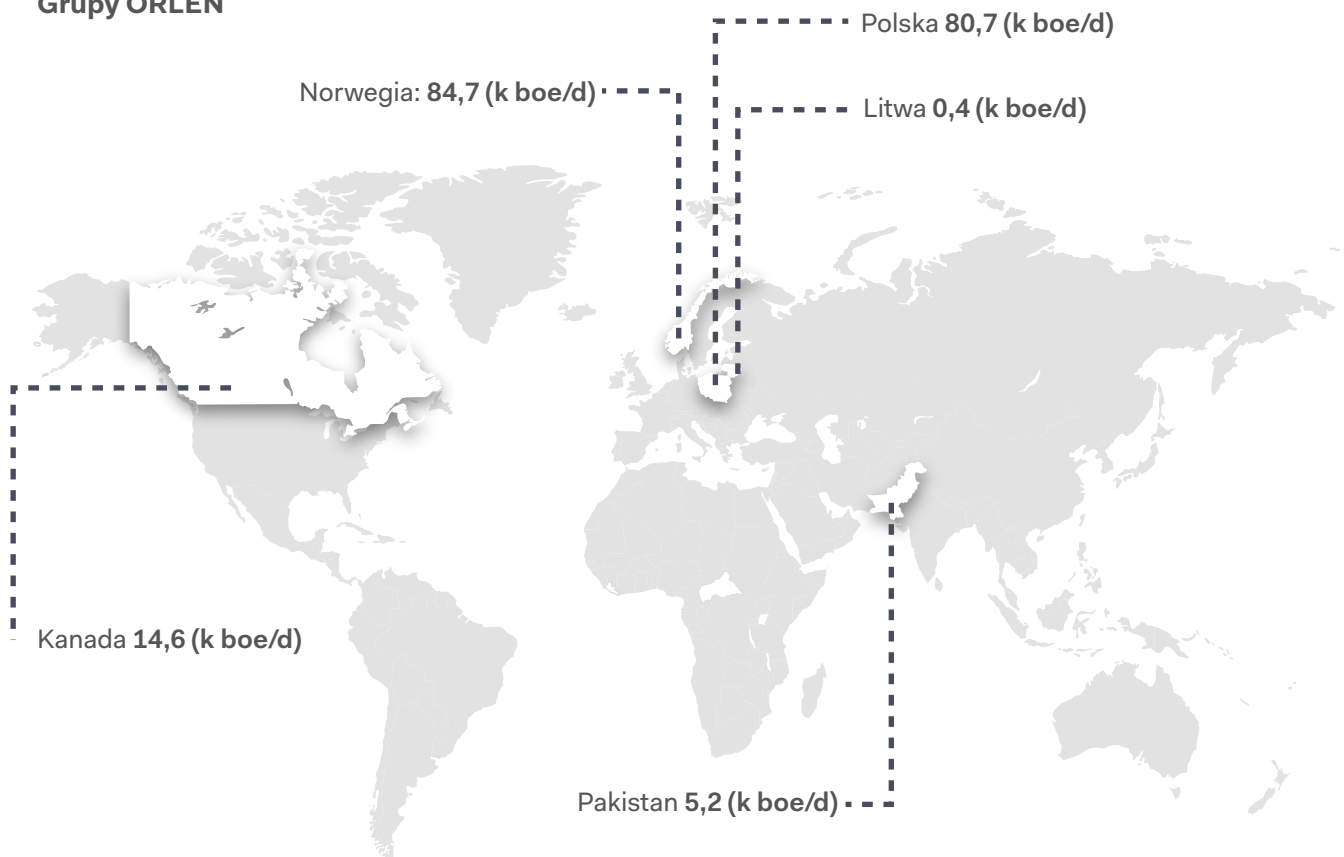 Grupy ORLEN
Polska 80,7 (k boe/d)
Norwegia: 84,7 (k boe/d)
Litwa 0,4 (k boe/d)
Kanada 14,6 (k boe/d)
Pakistan 5,2 (k boe/d)